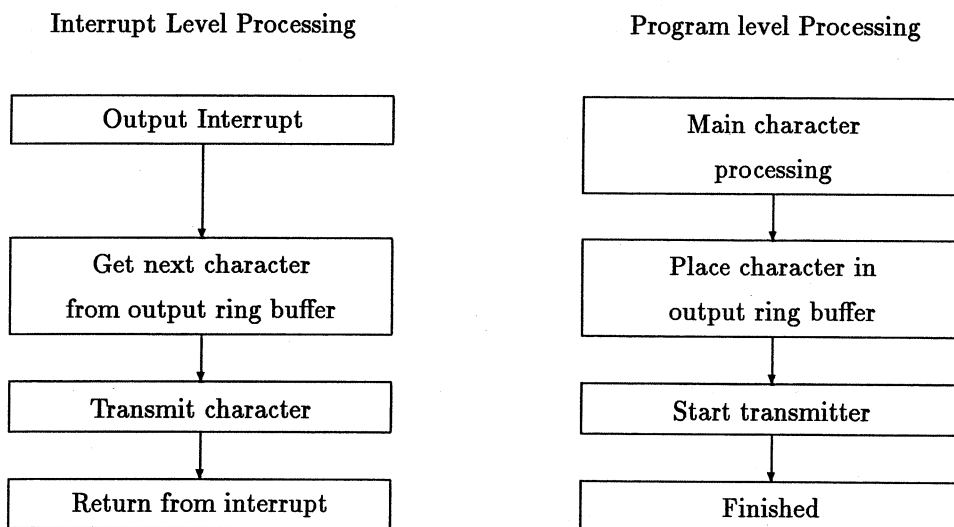 Interrupt Level Processing
Output Interrupt
Get next character
from output ring buffer
Transmit character
Return from interrupt
Program level Processing
Main character
processing
Place character in
output ring buffer
Start transmitter
Finished